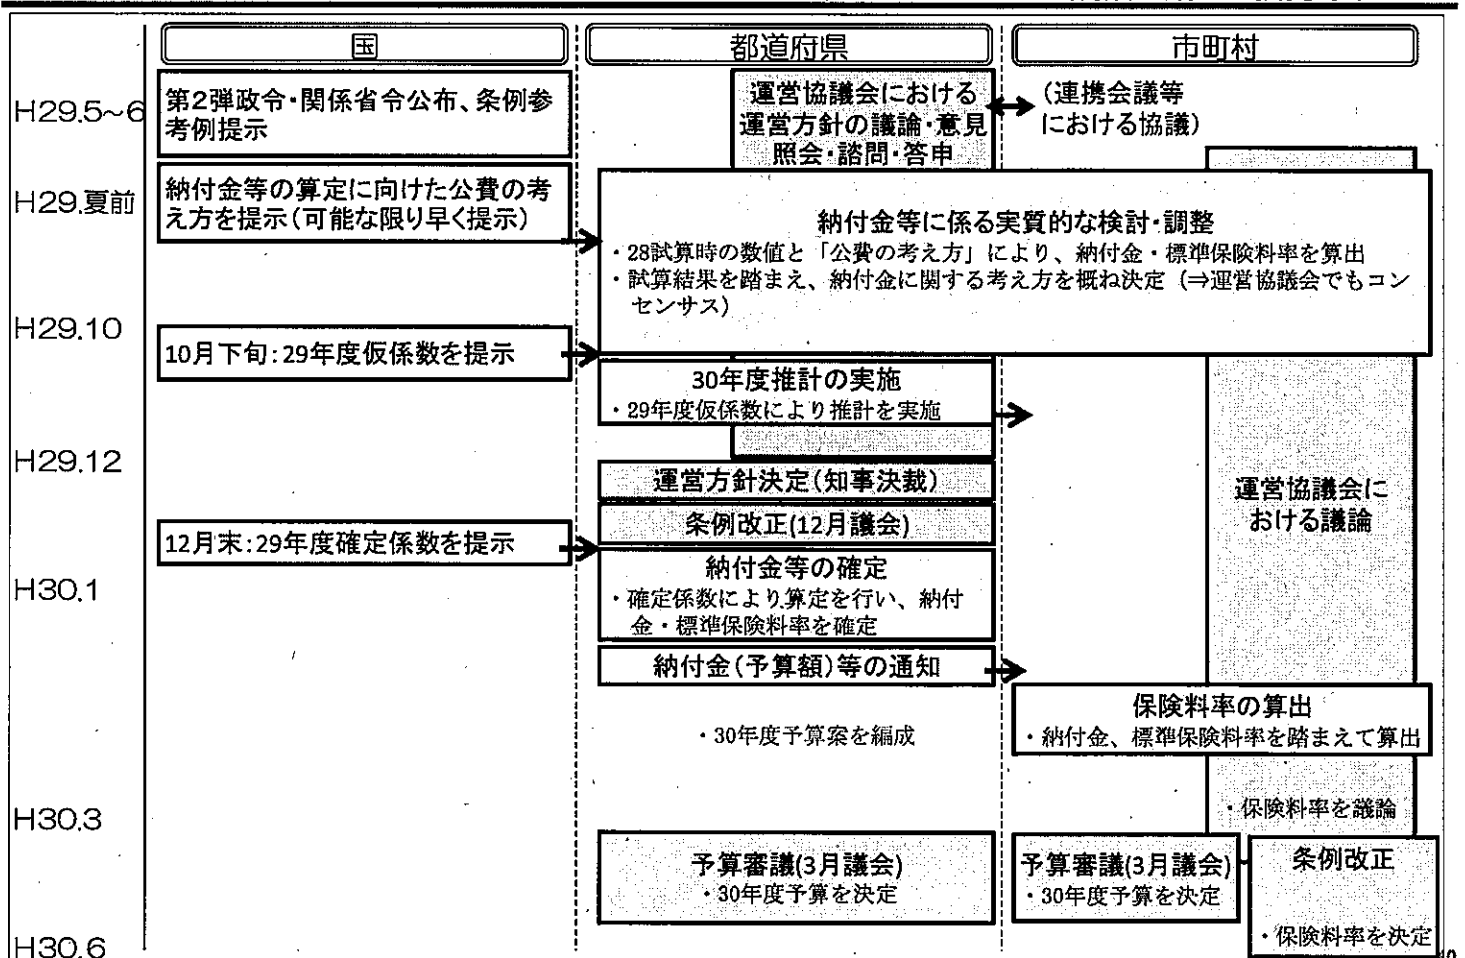 国
都道府県
市町村
H29.5~6
第2弾政令・関係省令公布、条例参
考例提示
運営協議会における
運営方針の議論・意見
照会・諮問・答申
(連携会議等
における協議)
H29.夏前
納付金等の算定に向けた公費の考
え方を提示(可能な限り早く提示)
納付金等に係る実質的な検討・調整
・28試算時の数値と「公費の考え方」により、納付金・標準保険料率を算出
・試算結果を踏まえ、納付金に関する考え方を概ね決定(⇒運営協議会でもコン
センサス)
H29.10
10月下旬:29年度仮係数を提示
30年度推計の実施
・29年度仮係数により推計を実施
H29.12
運営方針決定(知事決裁)
運営協議会に
おける議論
条例改正(12月議会)
12月末:29年度確定係数を提示
納付金等の確定
・確定係数により算定を行い、納付
金・標準保険料率を確定
H30.1
納付金(予算額)等の通知
保険料率の算出
・納付金、標準保険料率を踏まえて算出
・30年度予算案を編成
H30.3
・保険料率を議論
予算審議(3月議会)
・30年度予算を決定
予算審議(3月議会)
・30年度予算を決定
条例改正
・保険料率を決定
H30.6